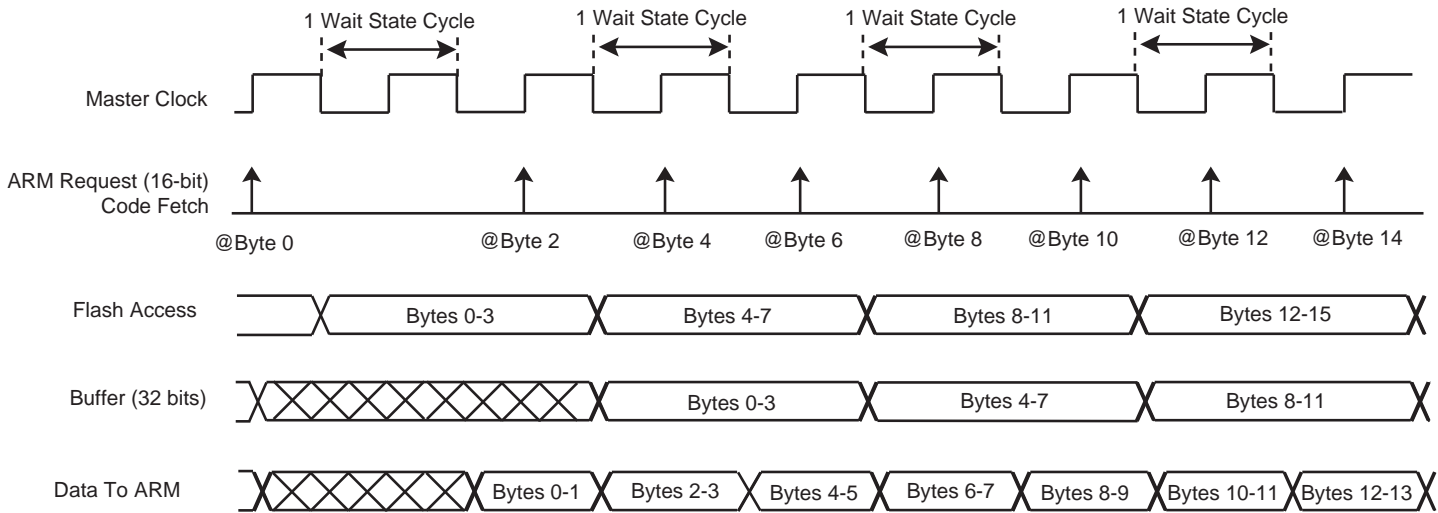 1 Wait State Cycle
1 Wait State Cycle
1 Wait State Cycle
1 Wait State Cycle
Master Clock
ARM Request (16-bit)
Code Fetch
@Byte 0
@Byte 2
@Byte 4
@Byte 6
@Byte 8
@Byte 10
@Byte 12
@Byte 14
Flash Access
Bytes 0-3
Bytes 4-7
Bytes 8-11
Bytes 12-15
Buffer (32 bits)
Bytes 0-3
Bytes 4-7
Bytes 8-11
Data To ARM
Bytes 0-1
Bytes 2-3
Bytes 4-5
Bytes 6-7
Bytes 8-9
Bytes 10-11
Bytes 12-13